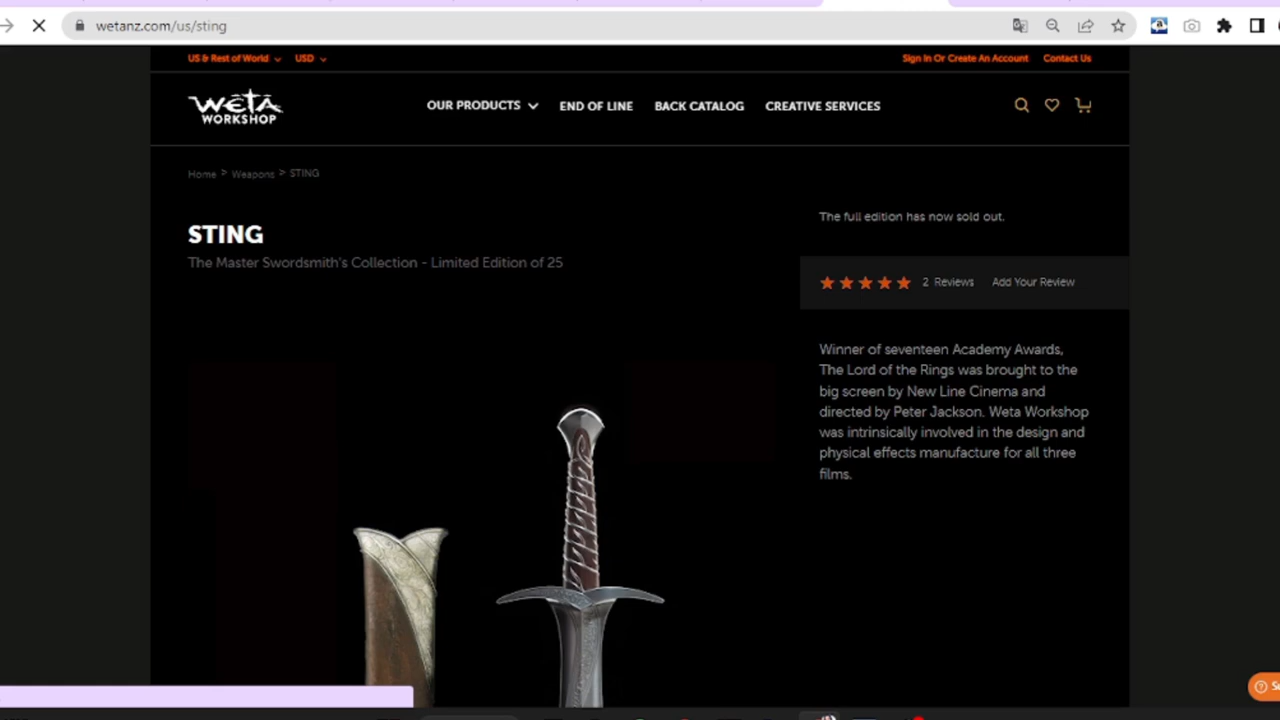 wetanz.com/us/sting
US & Rest of World
USD
Sign In Or Create An Account
Contact Us
WETA
WORKSHOP
OUR PRODUCTS
END OF LINE
BACK CATALOG
CREATIVE SERVICES
Home > Weapons > STING
The full edition has now sold out.
STING
The Master Swordsmith's Collection - Limited Edition of 25
2 Reviews
Add Your Review
Winner of seventeen Academy Awards,
The Lord of the Rings was brought to the
big screen by New Line Cinema and
directed by Peter Jackson. Weta Workshop
was intrinsically involved in the design and
physical effects manufacture for all three
films.